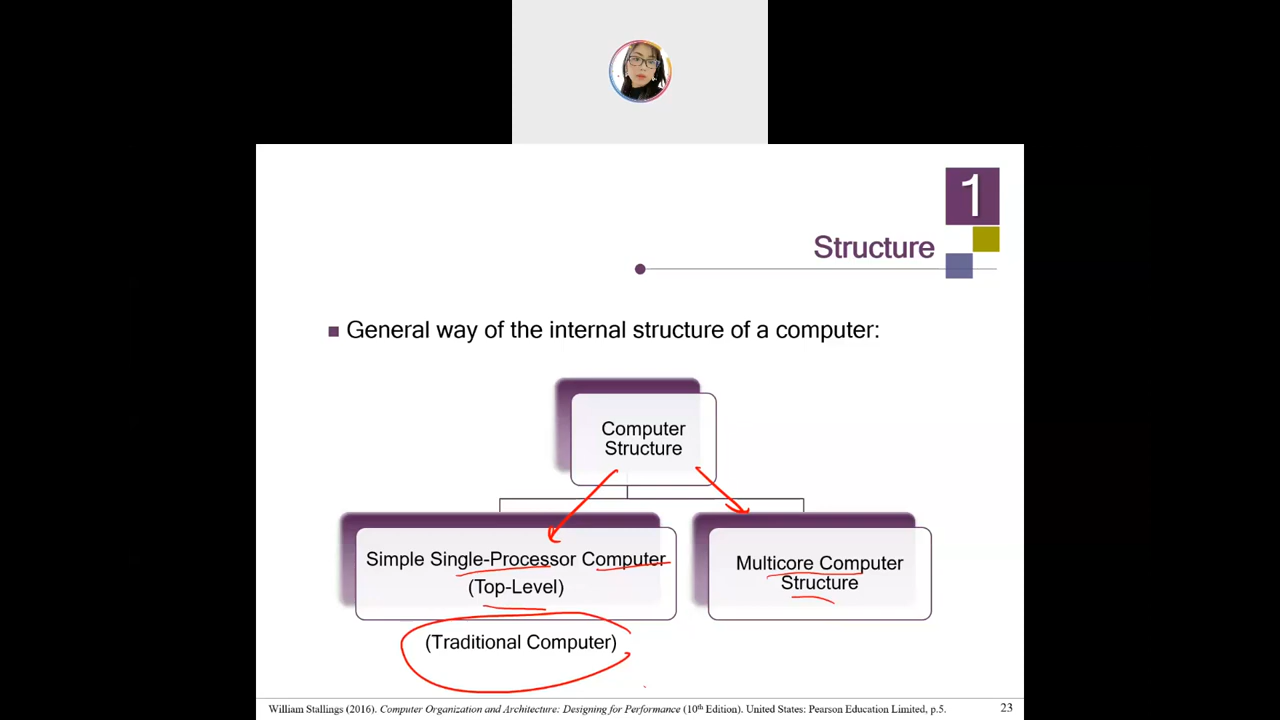 1
Structure
General way of the internal structure of a computer:
Computer
Structure
Simple Single-Processor Computer
(Top-Level)
Multicore Computer
Structure
(Traditional Computer)
William Stallings (2016). Computer Organization and Architecture: Designing for Performance (10th Edition). United States: Pearson Education Limited, p.5.
23